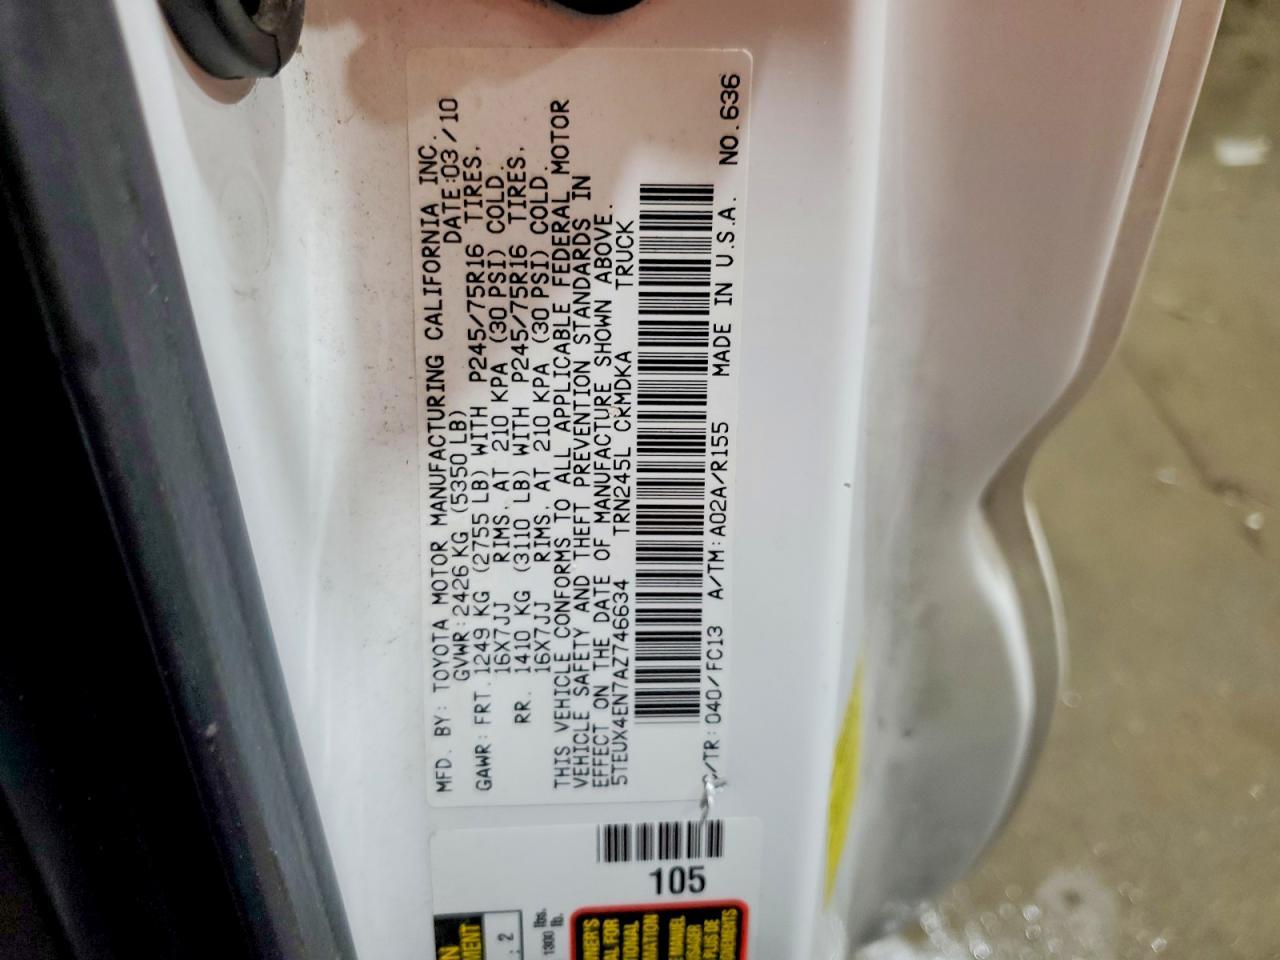 MFD. BY: TOYOTA MOTOR MANUFACTURING CALIFORNIA INC.
GVWR: 2426 KG (5350 LB) DATE: 03/10
GAWR: FRT. 1249 KG (2755 LB) WITH P245/75R16 TIRES,
16X7JJ RIMS, AT 210 KPA (30 PSI) COLD.
RR. 1410 KG (3110 LB) WITH P245/75R16 TIRES,
16X7JJ RIMS, AT 210 KPA (30 PSI) COLD.
THIS VEHICLE CONFORMS TO ALL APPLICABLE FEDERAL MOTOR
VEHICLE SAFETY AND THEFT PREVENTION STANDARDS IN
EFFECT ON THE DATE OF MANUFACTURE SHOWN ABOVE.
5TEUX4EN7AZ746634 TRN245L CRMDKA TRUCK
/TR: 040/FC13 A/TM: A02A/R155 MADE IN U.S.A. NO. 636
105
1300 lbs.
lb.